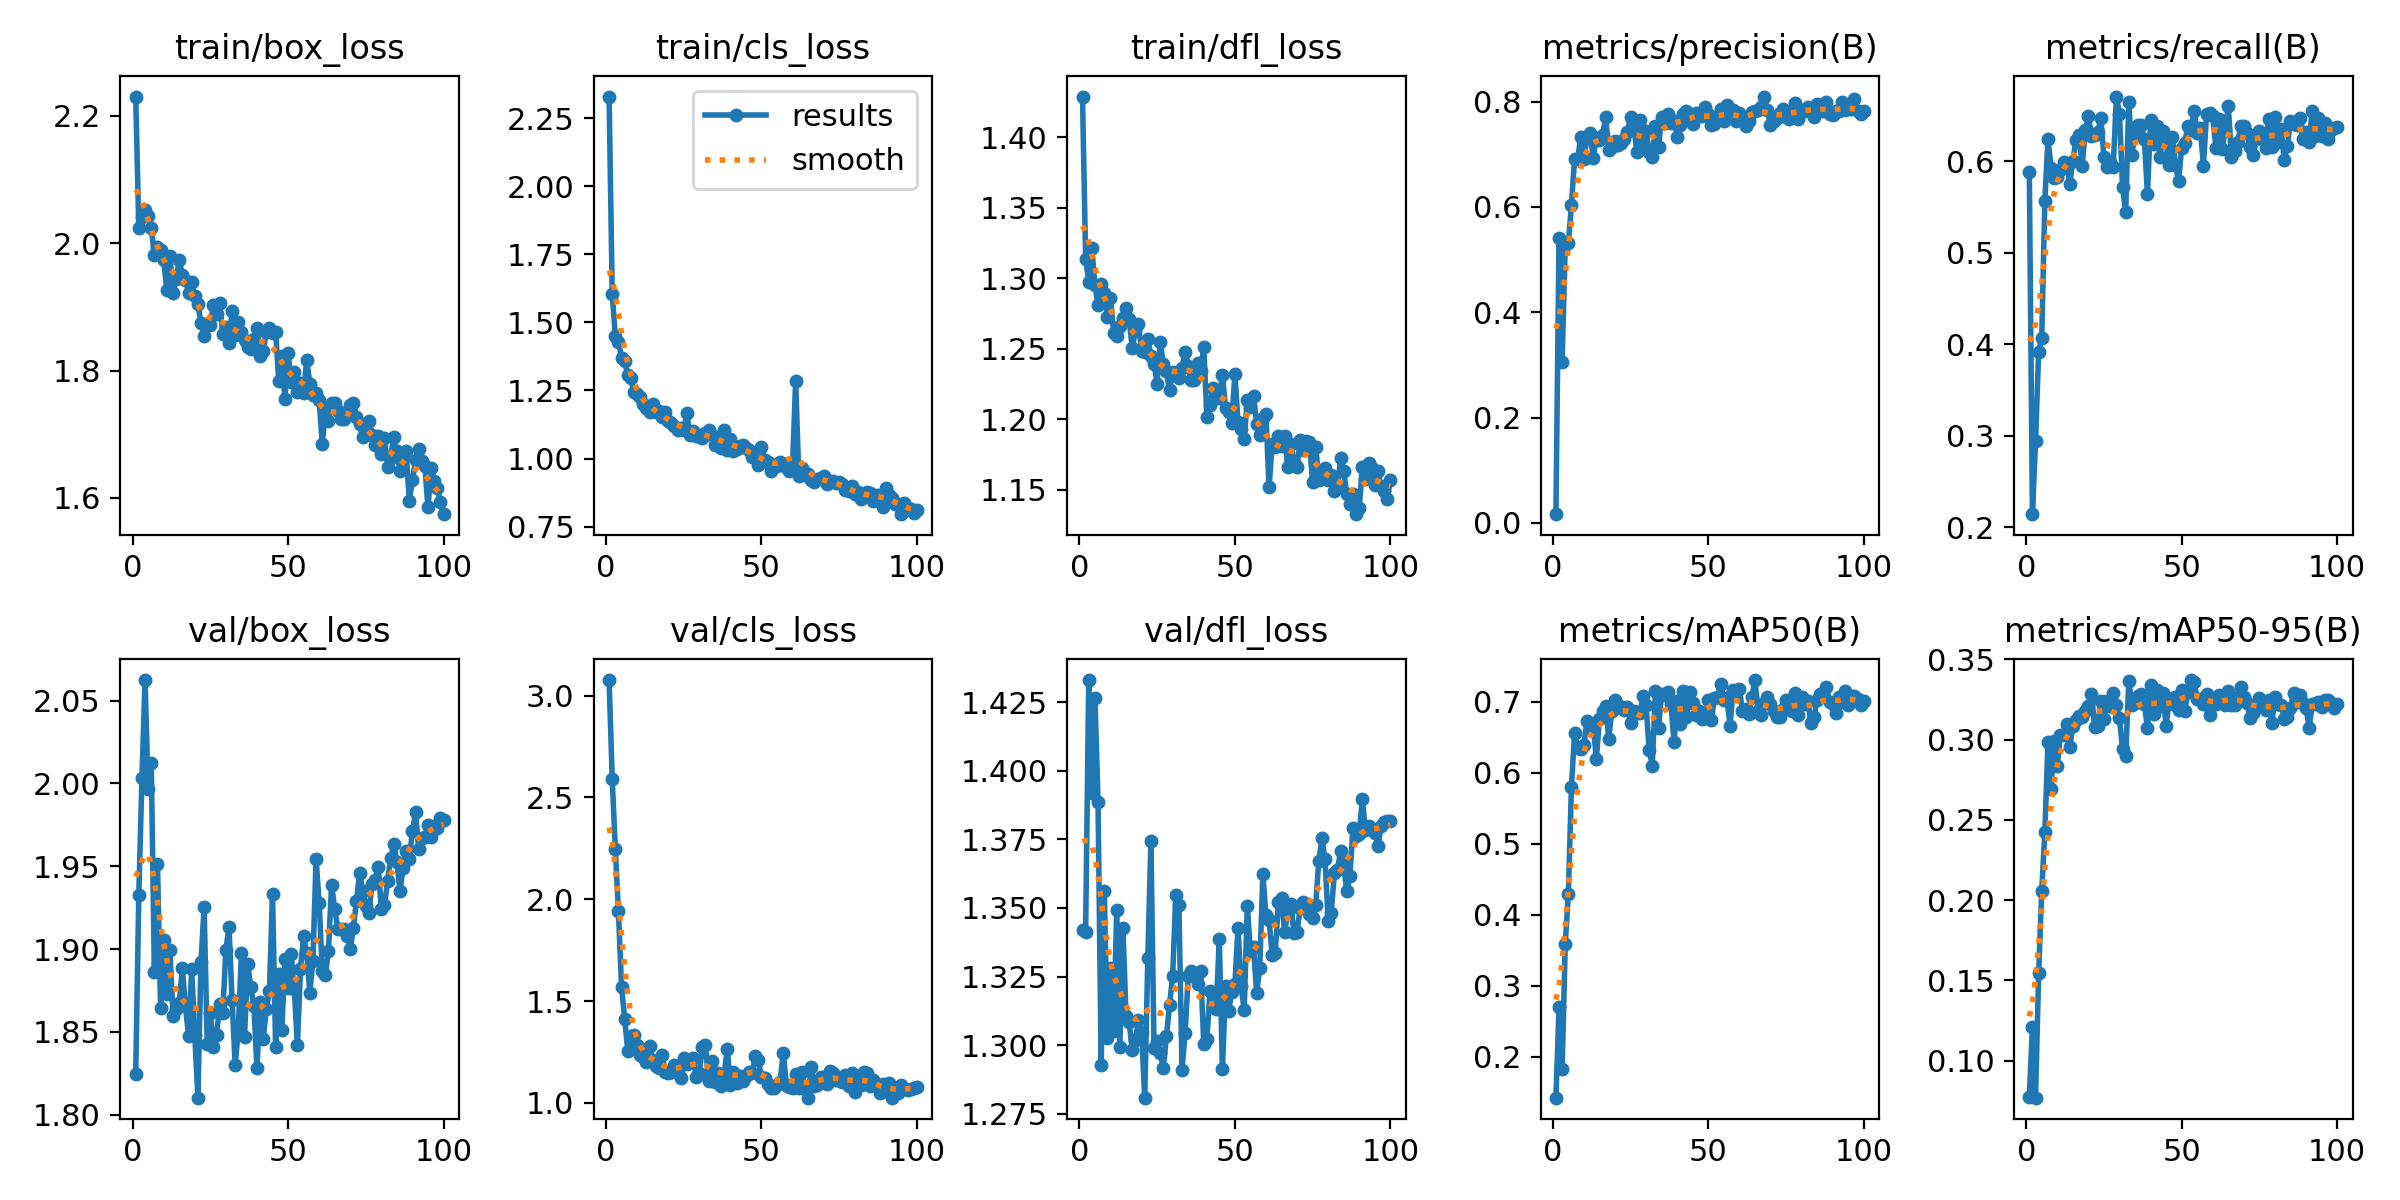 train/box_loss
2.2
2.0
1.8
1.6
0 50 100
train/cls_loss
results
smooth
2.25
2.00
1.75
1.50
1.25
1.00
0.75
0 50 100
train/dfl_loss
1.40
1.35
1.30
1.25
1.20
1.15
0 50 100
metrics/precision(B)
0.8
0.6
0.4
0.2
0.0
0 50 100
metrics/recall(B)
0.6
0.5
0.4
0.3
0.2
0 50 100
val/box_loss
2.05
2.00
1.95
1.90
1.85
1.80
0 50 100
val/cls_loss
3.0
2.5
2.0
1.5
1.0
0 50 100
val/dfl_loss
1.425
1.400
1.375
1.350
1.325
1.300
1.275
0 50 100
metrics/mAP50(B)
0.7
0.6
0.5
0.4
0.3
0.2
0 50 100
metrics/mAP50-95(B)
0.35
0.30
0.25
0.20
0.15
0.10
0 50 100